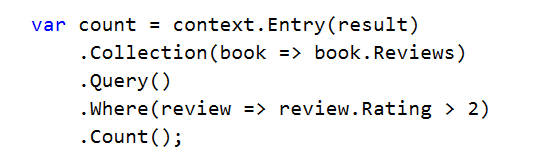 var count = context.Entry(result)
    .Collection(book => book.Reviews)
    .Query()
    .Where(review => review.Rating > 2)
    .Count();